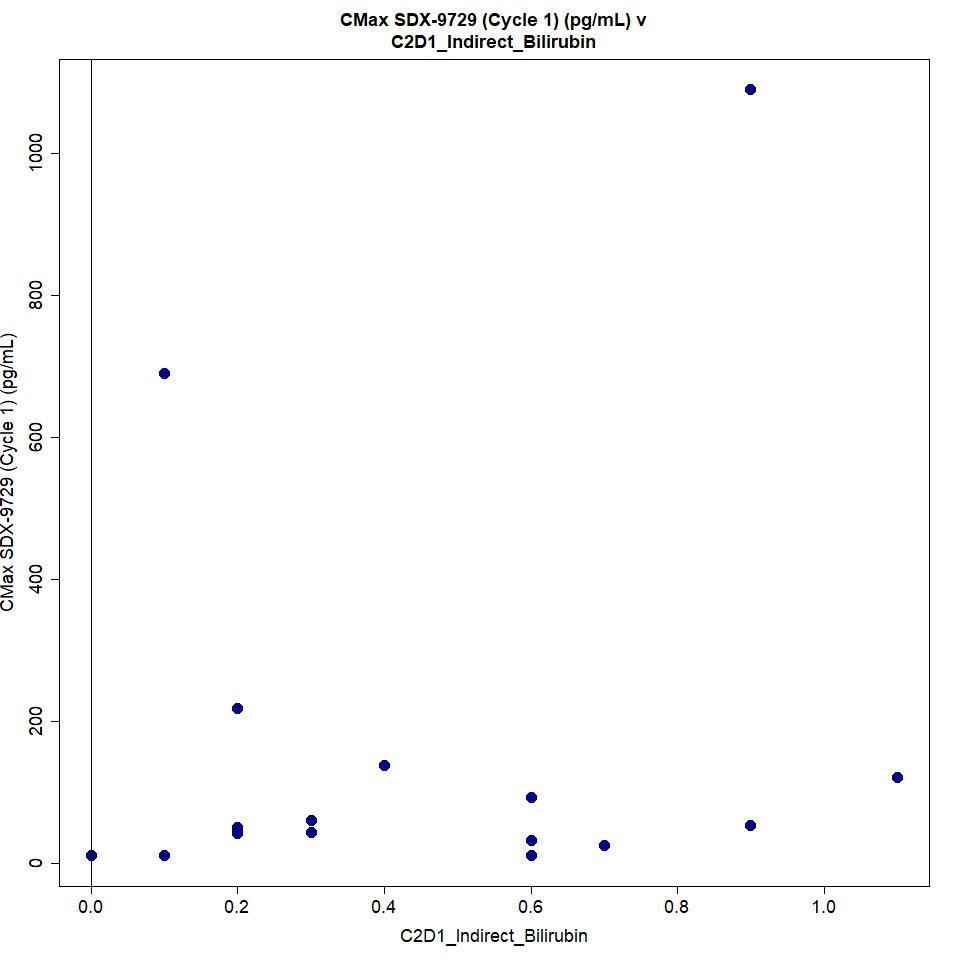 CMax SDX-9729 (Cycle 1) (pg/mL) v
C2D1_Indirect_Bilirubin
1000
800
600
400
200
0
CMax SDX-9729 (Cycle 1) (pg/mL)
0.0 0.2 0.4 0.6 0.8 1.0
C2D1_Indirect_Bilirubin